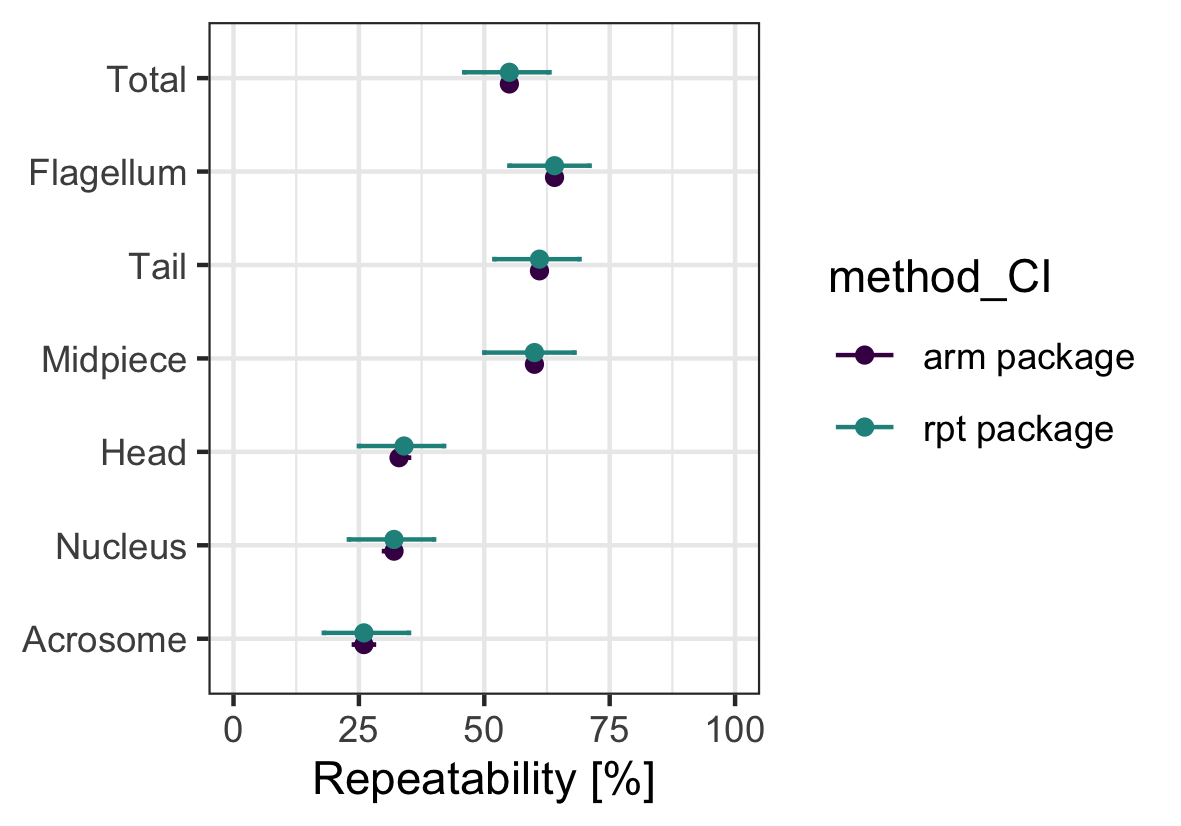 Total
Flagellum
Tail
Midpiece
Head
Nucleus
Acrosome
0 25 50 75 100
Repeatability [%]
method_CI
arm package
rpt package